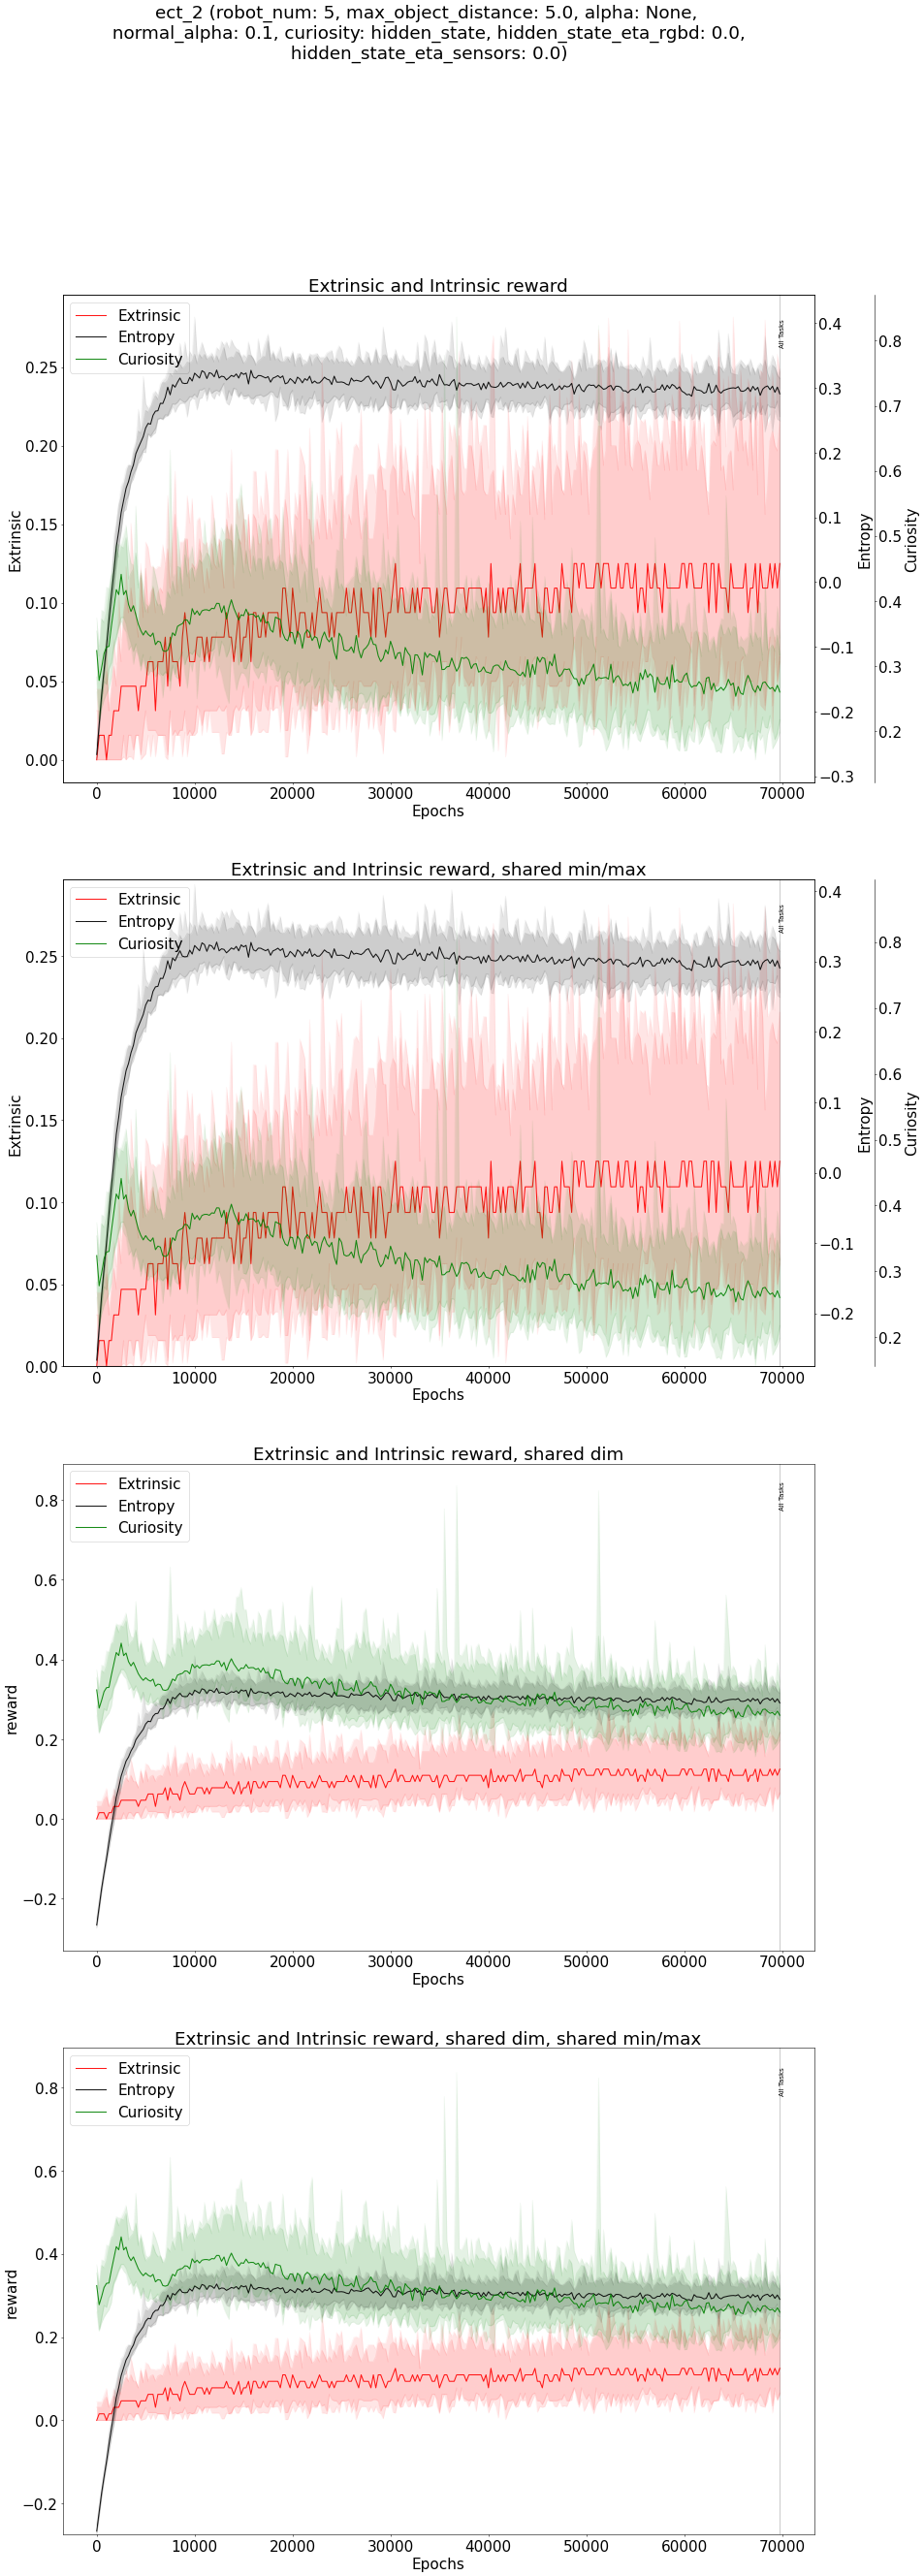 ect_2 (robot_num: 5, max_object_distance: 5.0, alpha: None,
normal_alpha: 0.1, curiosity: hidden_state, hidden_state_eta_rgbd: 0.0,
hidden_state_eta_sensors: 0.0)
Extrinsic and Intrinsic reward
Extrinsic
Entropy
Curiosity
All Tasks
0.25
0.20
0.15
0.10
0.05
0.00
Extrinsic
0.4
0.3
0.2
0.1
0.0
−0.1
−0.2
−0.3
Entropy
0.8
0.7
0.6
0.5
0.4
0.3
0.2
Curiosity
0 10000 20000 30000 40000 50000 60000 70000
Epochs
Extrinsic and Intrinsic reward, shared min/max
Extrinsic
Entropy
Curiosity
All Tasks
0.25
0.20
0.15
0.10
0.05
0.00
Extrinsic
0.4
0.3
0.2
0.1
0.0
−0.1
−0.2
Entropy
0.8
0.7
0.6
0.5
0.4
0.3
0.2
Curiosity
0 10000 20000 30000 40000 50000 60000 70000
Epochs
Extrinsic and Intrinsic reward, shared dim
Extrinsic
Entropy
Curiosity
All Tasks
0.8
0.6
0.4
0.2
0.0
−0.2
reward
0 10000 20000 30000 40000 50000 60000 70000
Epochs
Extrinsic and Intrinsic reward, shared dim, shared min/max
Extrinsic
Entropy
Curiosity
All Tasks
0.8
0.6
0.4
0.2
0.0
−0.2
reward
0 10000 20000 30000 40000 50000 60000 70000
Epochs